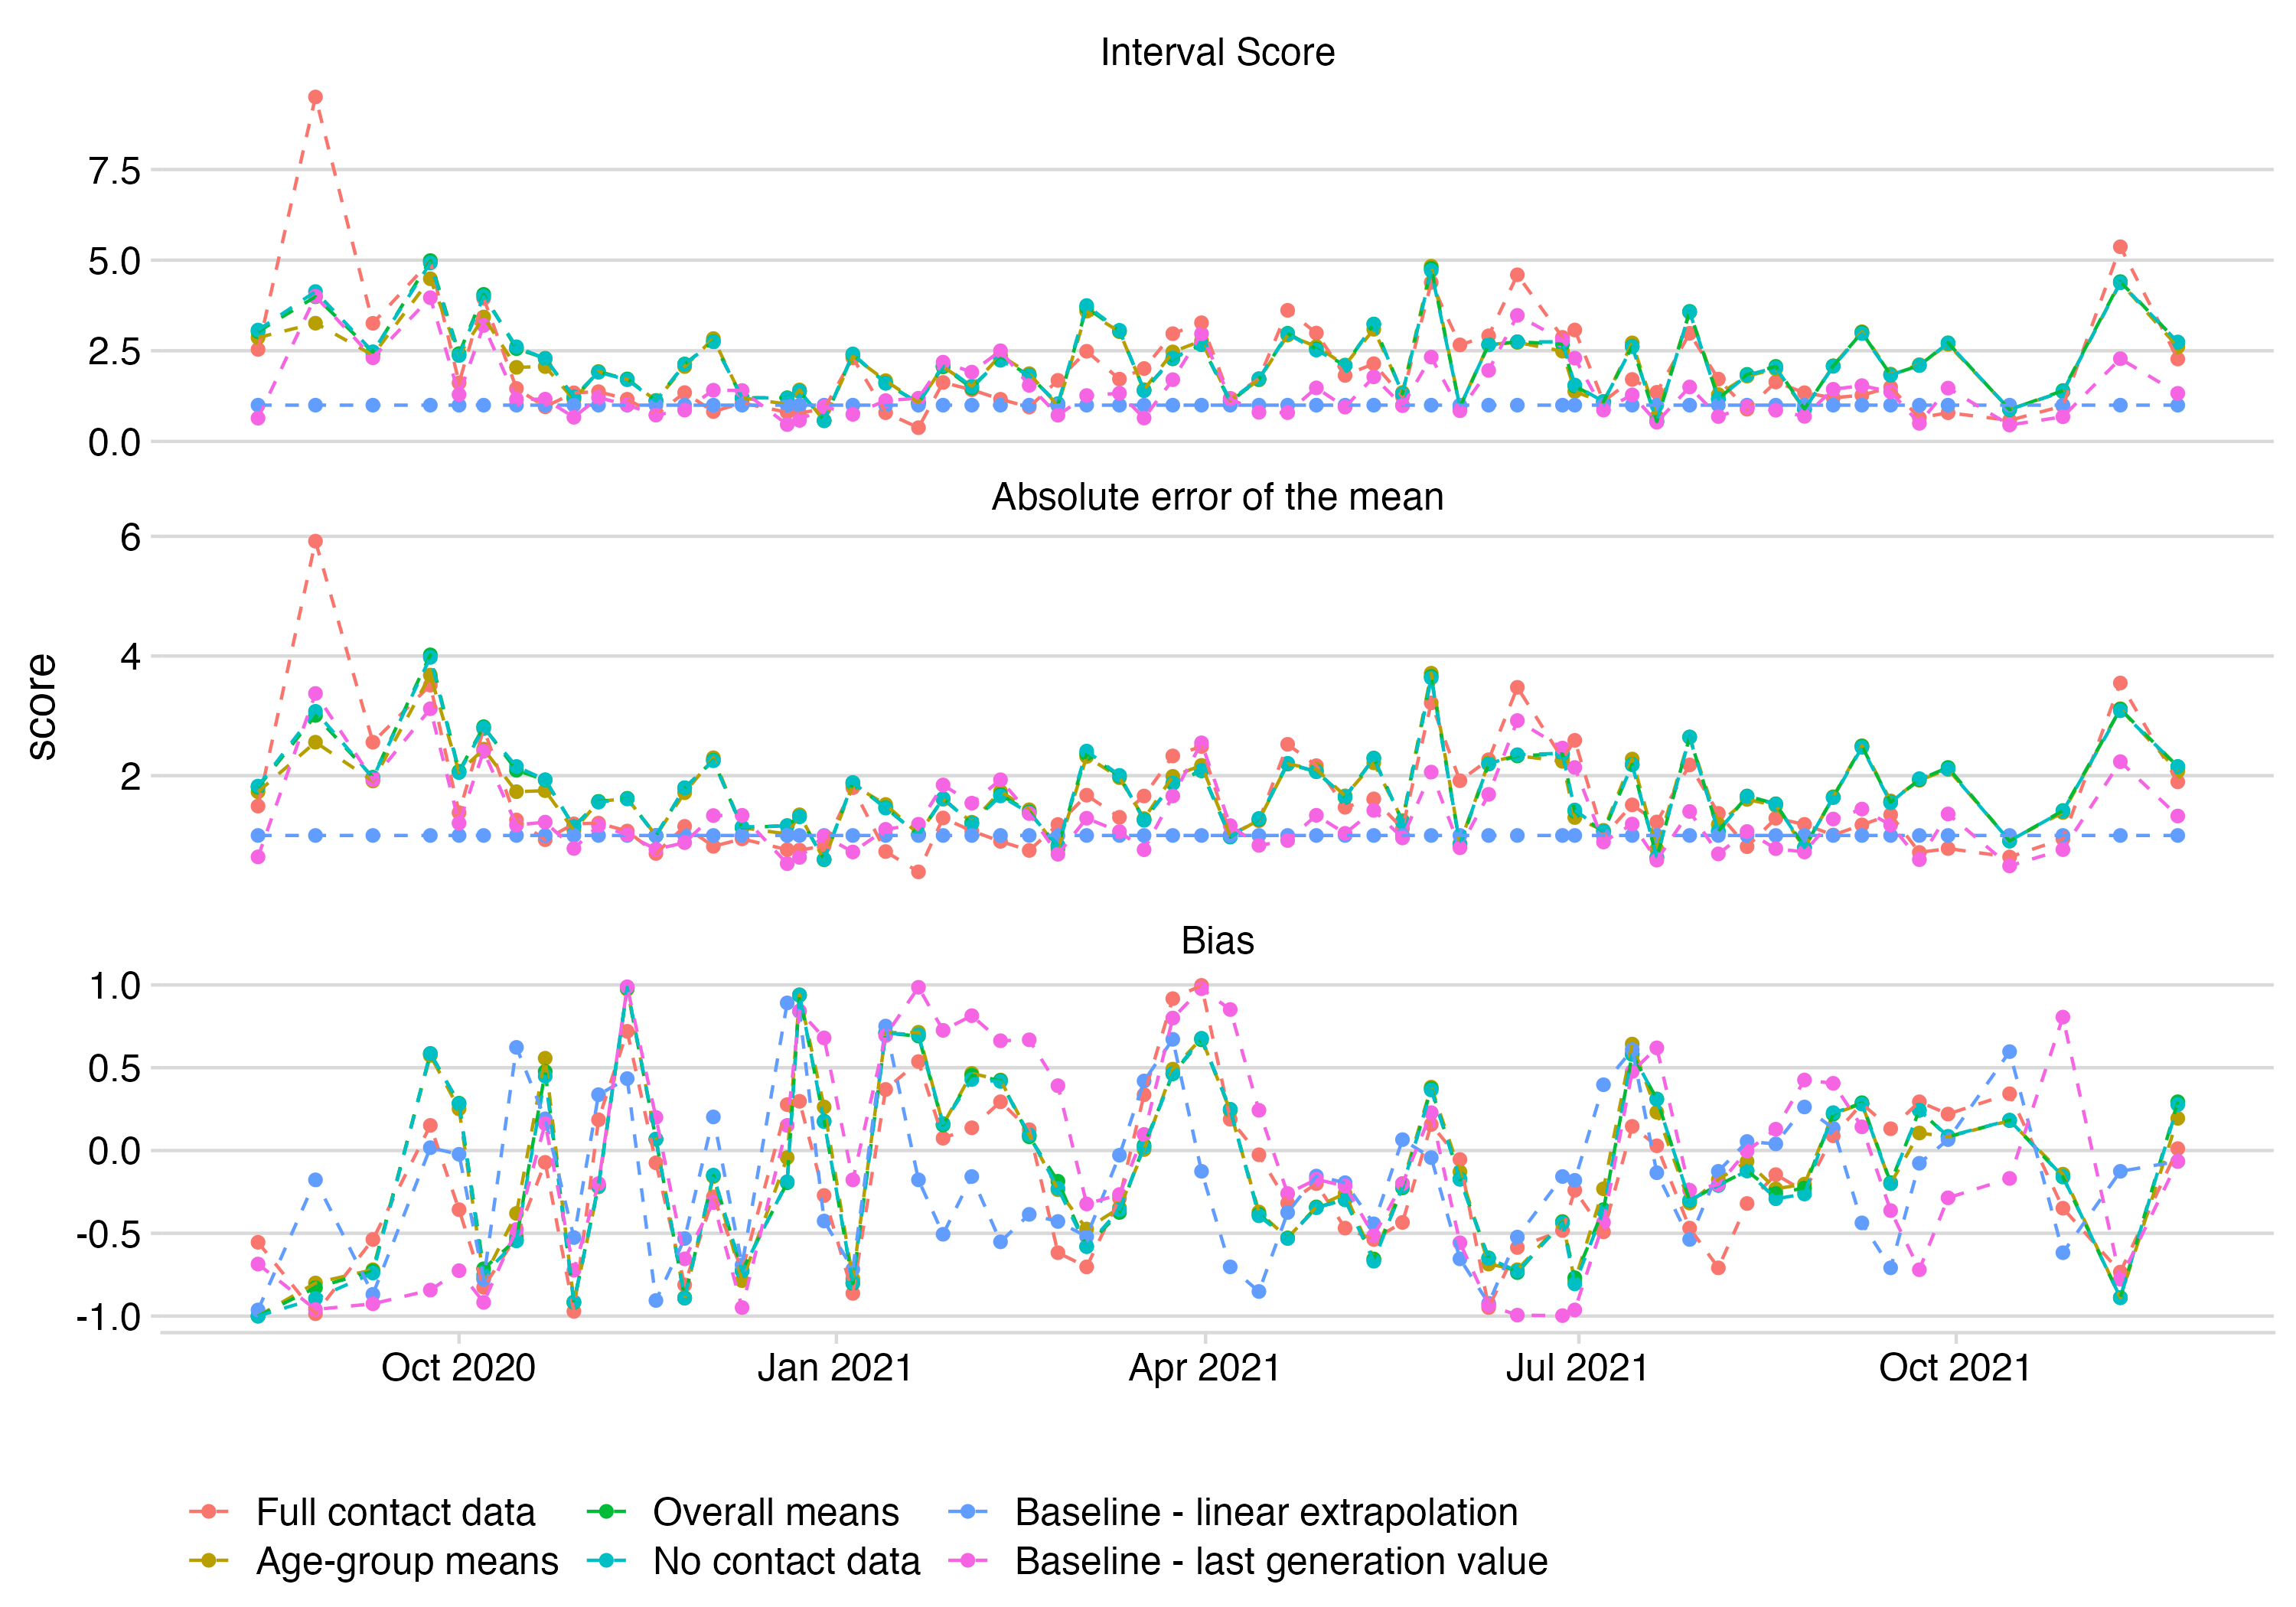 Interval Score
7.5
5.0
2.5
0.0
Absolute error of the mean
6
4
2
score
Bias
1.0
0.5
0.0
-0.5
-1.0
Oct 2020 Jan 2021 Apr 2021 Jul 2021 Oct 2021
Full contact data Overall means Baseline - linear extrapolation
Age-group means No contact data Baseline - last generation value